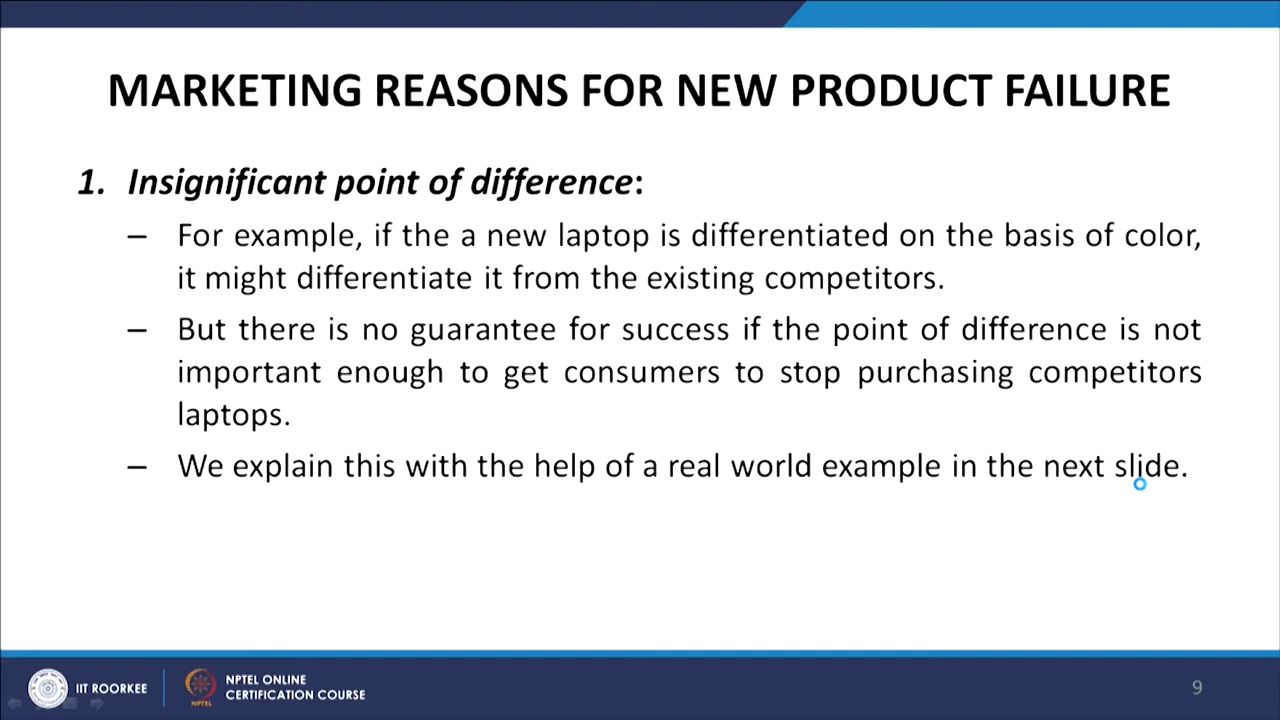 MARKETING REASONS FOR NEW PRODUCT FAILURE
1. Insignificant point of difference:
– For example, if the a new laptop is differentiated on the basis of color,
it might differentiate it from the existing competitors.
– But there is no guarantee for success if the point of difference is not
important enough to get consumers to stop purchasing competitors
laptops.
– We explain this with the help of a real world example in the next slide.
IIT ROORKEE
NPTEL
NPTEL ONLINE
CERTIFICATION COURSE
9